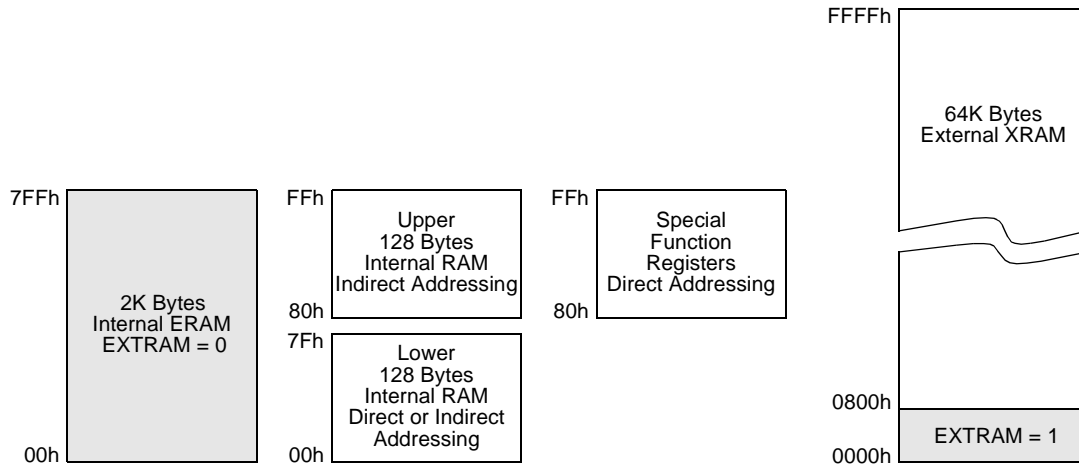 FFFFh
64K Bytes
External XRAM
7FFh
FFh
FFh
Upper
128 Bytes
Internal RAM
Indirect Addressing
Special
Function
Registers
Direct Addressing
2K Bytes
Internal ERAM
EXTRAM = 0
80h
80h
7Fh
Lower
128 Bytes
Internal RAM
Direct or Indirect
Addressing
0800h
EXTRAM = 1
00h
00h
0000h